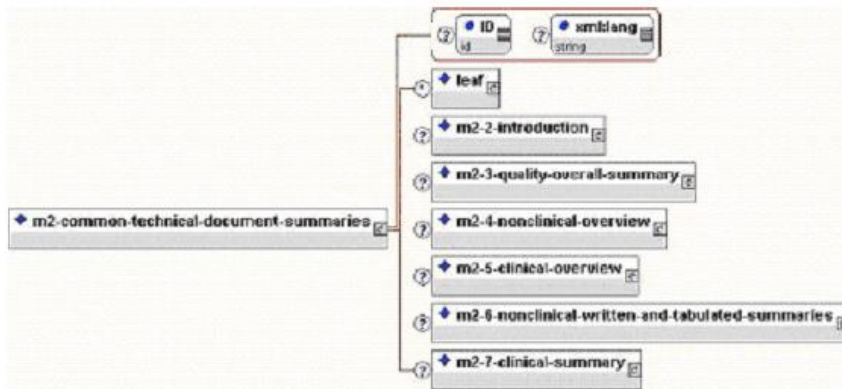 ID
id
xml:lang
string
leaf
m2-2-introduction
m2-3-quality-overall-summary
m2-common-technical-document-summaries
m2-4-nonclinical-overview
m2-5-clinical-overview
m2-6-nonclinical-written-and-tabulated-summaries
m2-7-clinical-summary